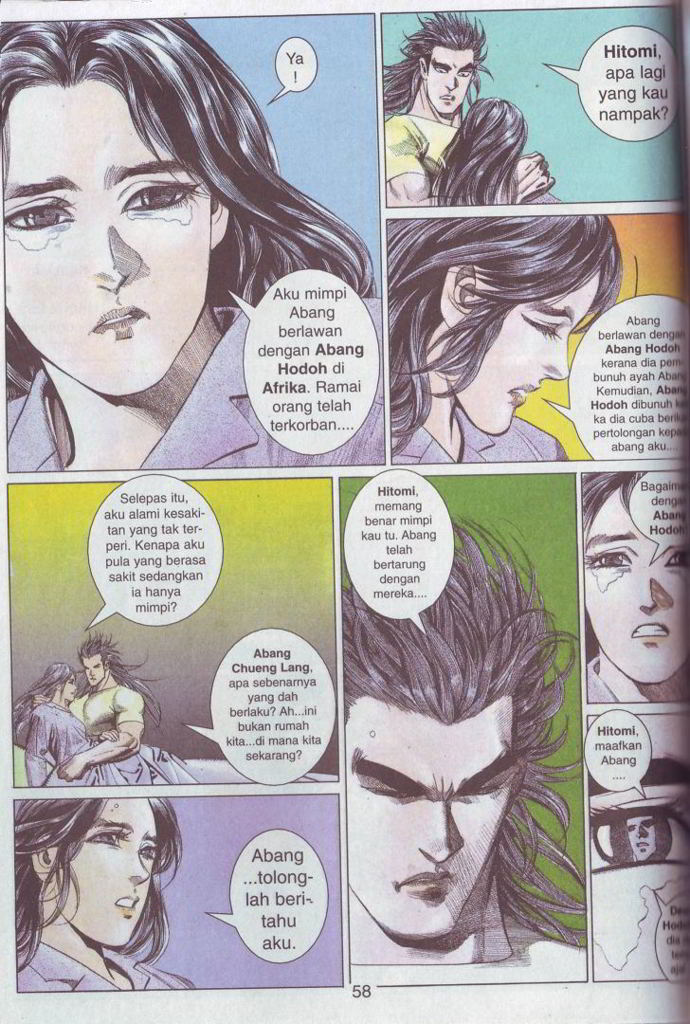 Ya
!
Aku mimpi
Abang
berlawan
dengan Abang
Hodoh di
Afrika. Ramai
orang telah
terkorban....
Hitomi,
apa lagi
yang kau
nampak?
Abang
berlawan dengan
Abang Hodoh
kerana dia
bunuh ayah
Kemudian,
Hodoh dibunuh
ka dia cuba
pertolongan
abang aku....
Selepas itu,
aku alami kesaki-
tan yang tak ter-
peri. Kenapa aku
pula yang berasa
sakit sedangkan
ia hanya
mimpi?
Abang
Chueng Lang,
apa sebenarnya
yang dah
berlaku? Ah...ini
bukan rumah
kita...di mana kita
sekarang?
Hitomi,
memang
benar mimpi
kau tu. Abang
telah
bertarung
dengan
mereka....
Abang
Hodoh
Hitomi,
maafkan
Abang
....
Abang
...tolong-
lah beri-
tahu
aku.
58